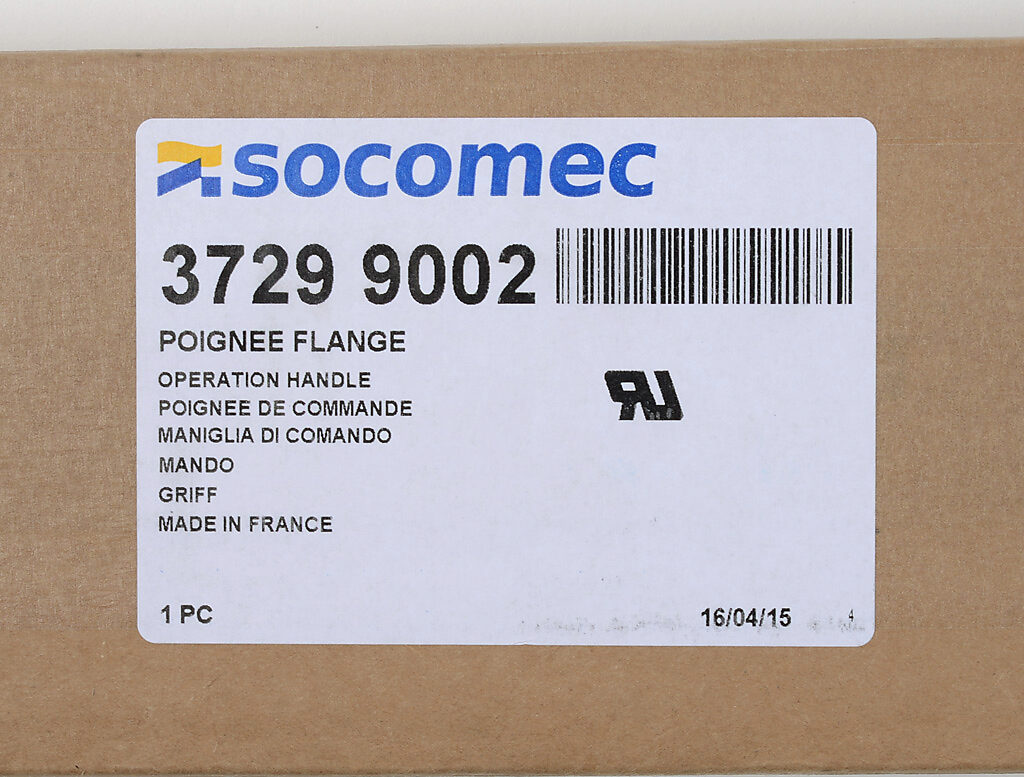 socomec
3729 9002
POIGNEE FLANGE
OPERATION HANDLE
POIGNEE DE COMMANDE
MANIGLIA DI COMANDO
MANDO
GRIFF
MADE IN FRANCE
1 PC
16/04/15